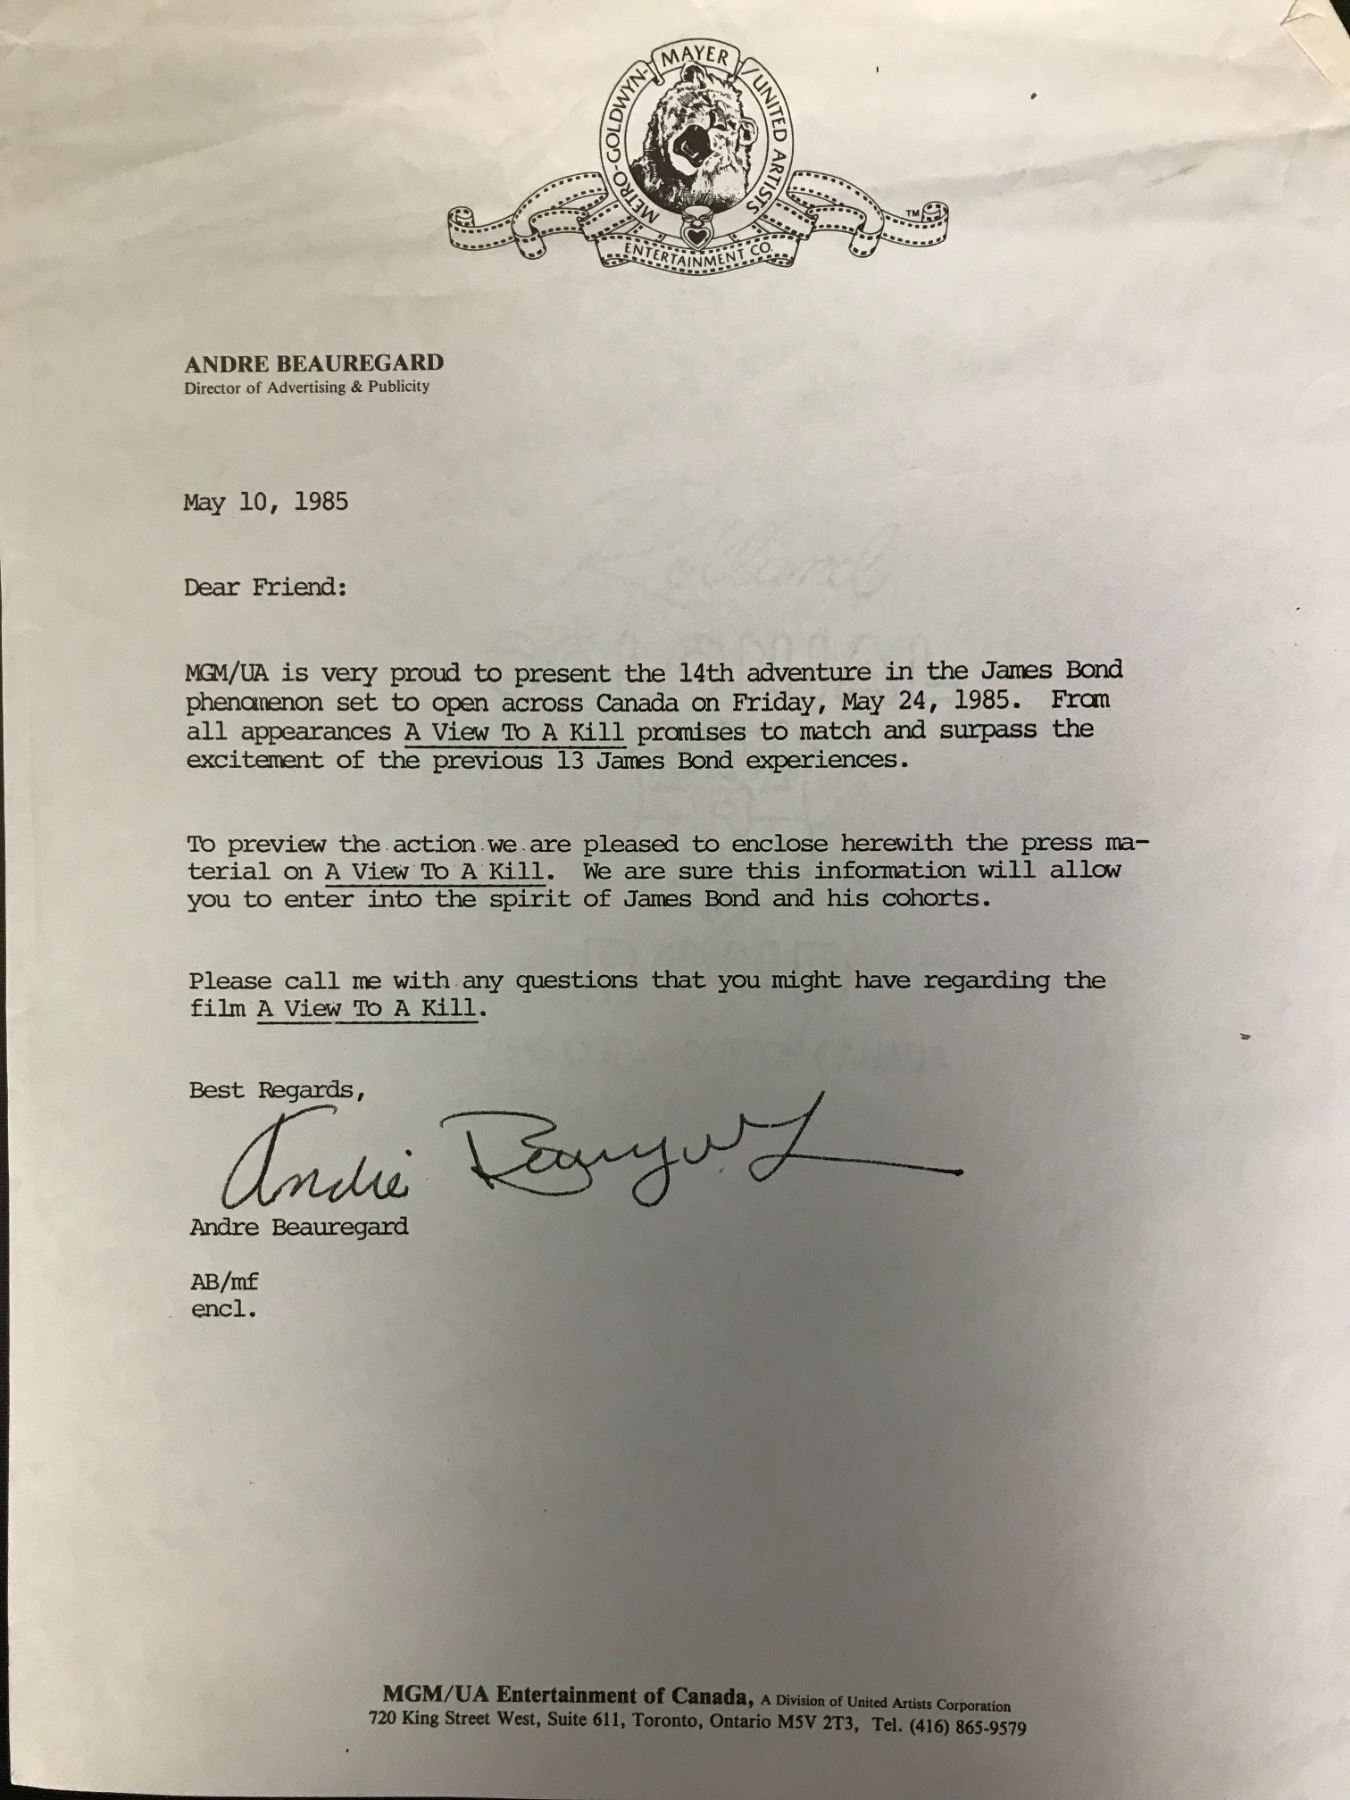 METRO-GOLDWYN-MAYER/UNITED ARTISTS
ENTERTAINMENT CO.
TM
ANDRE BEAUREGARD
Director of Advertising & Publicity
May 10, 1985
Dear Friend:
MGM/UA is very proud to present the 14th adventure in the James Bond
phenomenon set to open across Canada on Friday, May 24, 1985. From
all appearances A View To A Kill promises to match and surpass the
excitement of the previous 13 James Bond experiences.
To preview the action we are pleased to enclose herewith the press ma-
terial on A View To A Kill. We are sure this information will allow
you to enter into the spirit of James Bond and his cohorts.
Please call me with any questions that you might have regarding the
film A View To A Kill.
Best Regards,
André Beauregard
Andre Beauregard
AB/mf
encl.
MGM/UA Entertainment of Canada, A Division of United Artists Corporation
720 King Street West, Suite 611, Toronto, Ontario M5V 2T3, Tel. (416) 865-9579